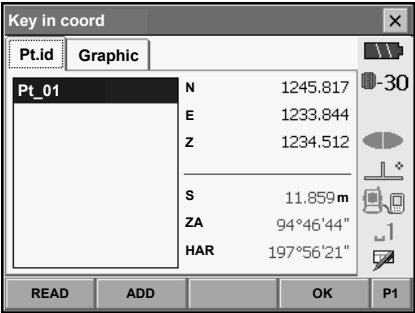 Key in coord
Pt.id Graphic
Pt_01
N 1245.817
E 1233.844
Z 1234.512
S 11.859 m
ZA 94°46'44"
HAR 197°56'21"
-30
1
READ ADD OK P1